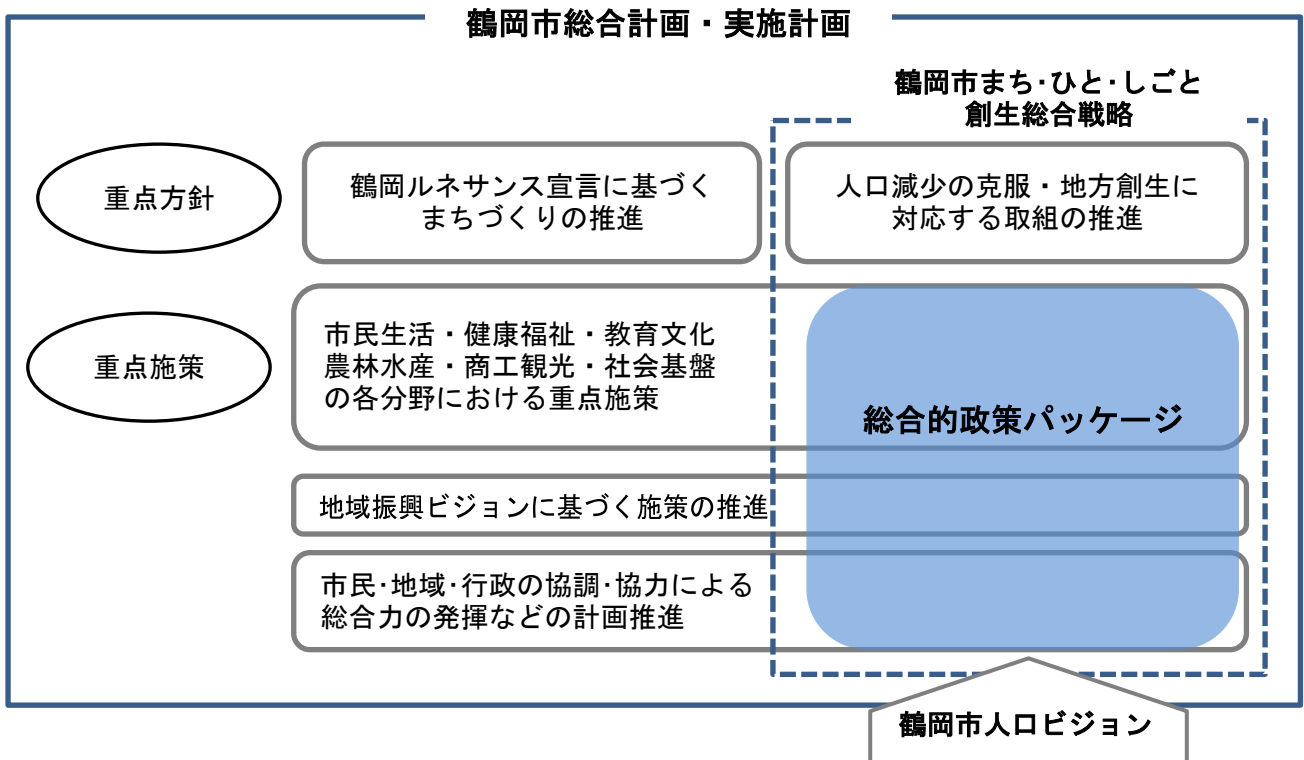 鶴岡市総合計画・実施計画
鶴岡市まち･ひと･しごと
創生総合戦略
重点方針
鶴岡ルネサンス宣言に基づく
まちづくりの推進
人口減少の克服・地方創生に
対応する取組の推進
重点施策
市民生活・健康福祉・教育文化
農林水産・商工観光・社会基盤
の各分野における重点施策
総合的政策パッケージ
地域振興ビジョンに基づく施策の推進
市民･地域･行政の協調･協力による
総合力の発揮などの計画推進
鶴岡市人口ビジョン